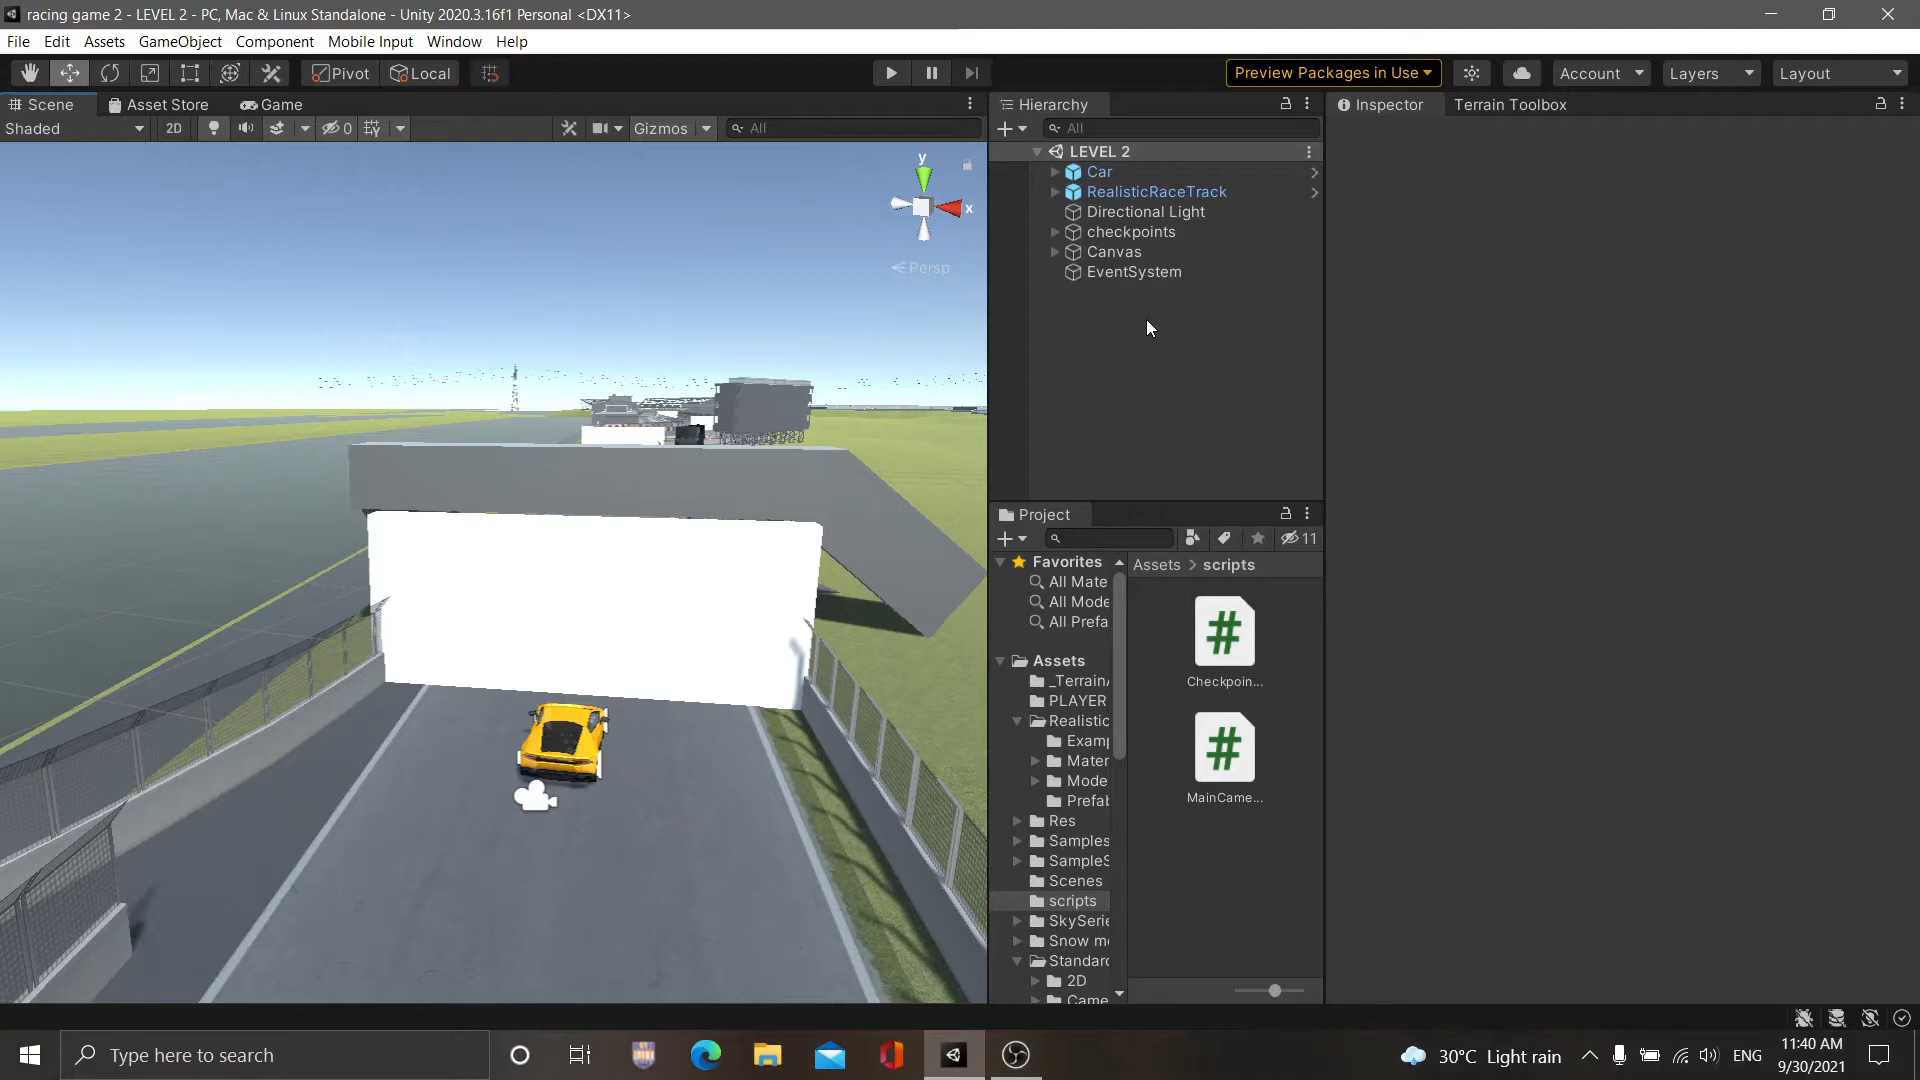 racing game 2 - LEVEL 2 - PC, Mac & Linux Standalone - Unity 2020.3.16f1 Personal <DX11>
File Edit Assets GameObject Component Mobile Input Window Help
Pivot Local Preview Packages in Use Account Layers Layout
Scene Asset Store Game
Shaded 2D 0 Gizmos All
y
x
Persp
Hierarchy
All
LEVEL 2
Car
RealisticRaceTrack
Directional Light
checkpoints
Canvas
EventSystem
Project
11
Favorites
All Mate
All Mode
All Prefa
Assets
_TerrainA
PLAYER
Realistic
Examp
Mater
Mode
Prefab
Res
Samples
SampleS
Scenes
scripts
SkySerie
Snow mo
Standard
2D
Came
Assets > scripts
Checkpoin...
MainCame...
Inspector Terrain Toolbox
Type here to search
30°C Light rain
ENG
11:40 AM
9/30/2021